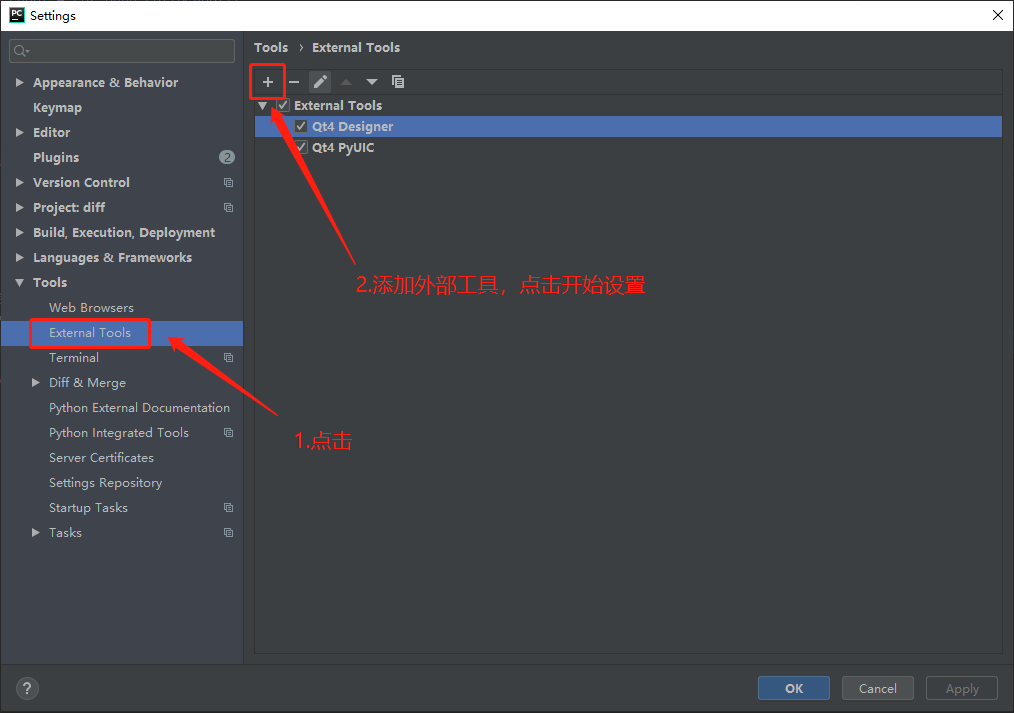 PC Settings
Tools › External Tools
Appearance & Behavior
Keymap
Editor
Plugins 2
Version Control
Project: diff
Build, Execution, Deployment
Languages & Frameworks
Tools
Web Browsers
External Tools
Terminal
Diff & Merge
Python External Documentation
Python Integrated Tools
Server Certificates
Settings Repository
Startup Tasks
Tasks
External Tools
Qt4 Designer
Qt4 PyUIC
2.添加外部工具，点击开始设置
1.点击
?
OK
Cancel
Apply